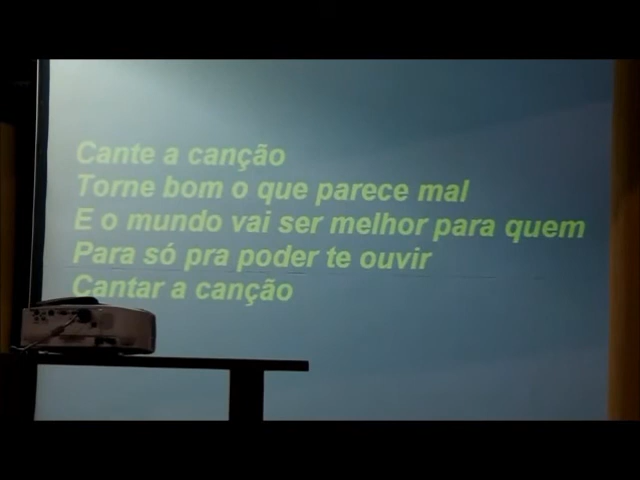 Cante a canção
Torne bom o que parece mal
E o mundo vai ser melhor para quem
Para só pra poder te ouvir
Cantar a canção